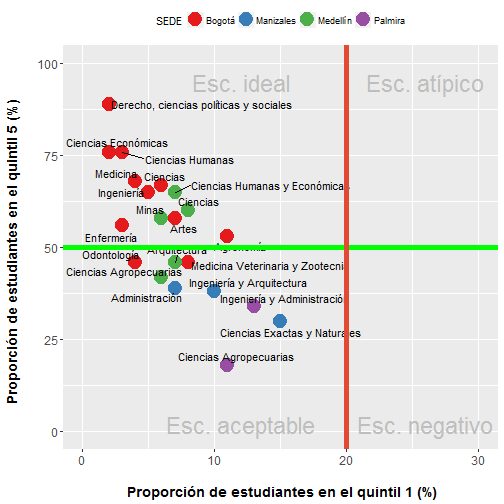 SEDE Bogotá Manizales Medellín Palmira
Proporción de estudiantes en el quintil 5 (%)
100
75
50
25
0
Esc. ideal
Esc. atípico
Derecho, ciencias políticas y sociales
Ciencias Económicas
Ciencias Humanas
Medicina
Ciencias
Ingeniería
Ciencias Humanas y Económicas
Minas
Ciencias
Artes
Enfermería
Agronomía
Odontología
Arquitectura
Ciencias Agropecuarias
Medicina Veterinaria y Zootecni
Ingeniería y Arquitectura
Administración
Ingeniería y Administración
Ciencias Exactas y Naturales
Ciencias Agropecuarias
Esc. aceptable
Esc. negativo
0 10 20 30
Proporción de estudiantes en el quintil 1 (%)